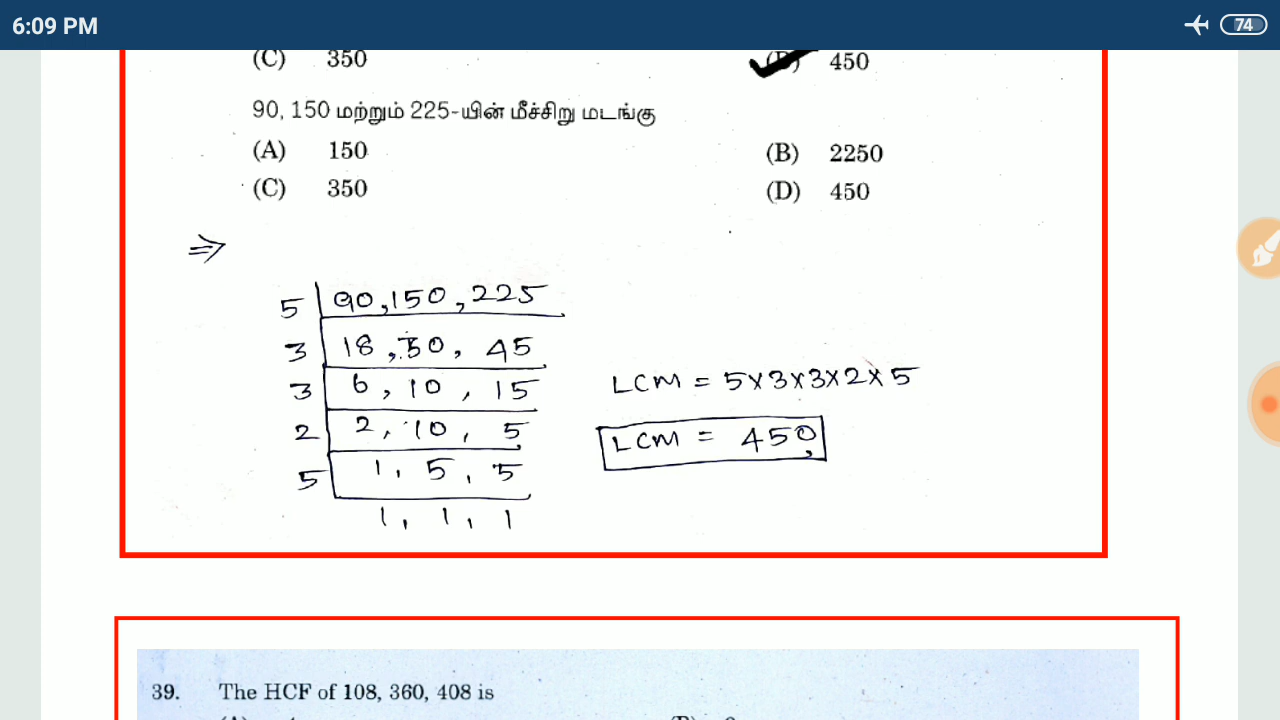 6:09 PM 74
(C) 350 (D) 450
90, 150 மற்றும் 225-யின் மீச்சிறு மடங்கு
(A) 150 (B) 2250
(C) 350 (D) 450
⇒
5 | 90, 150, 225
3 | 18, 30, 45
3 | 6, 10, 15
2 | 2, 10, 5
5 | 1, 5, 5
1, 1, 1
LCM = 5×3×3×2×5
LCM = 450
39. The HCF of 108, 360, 408 is